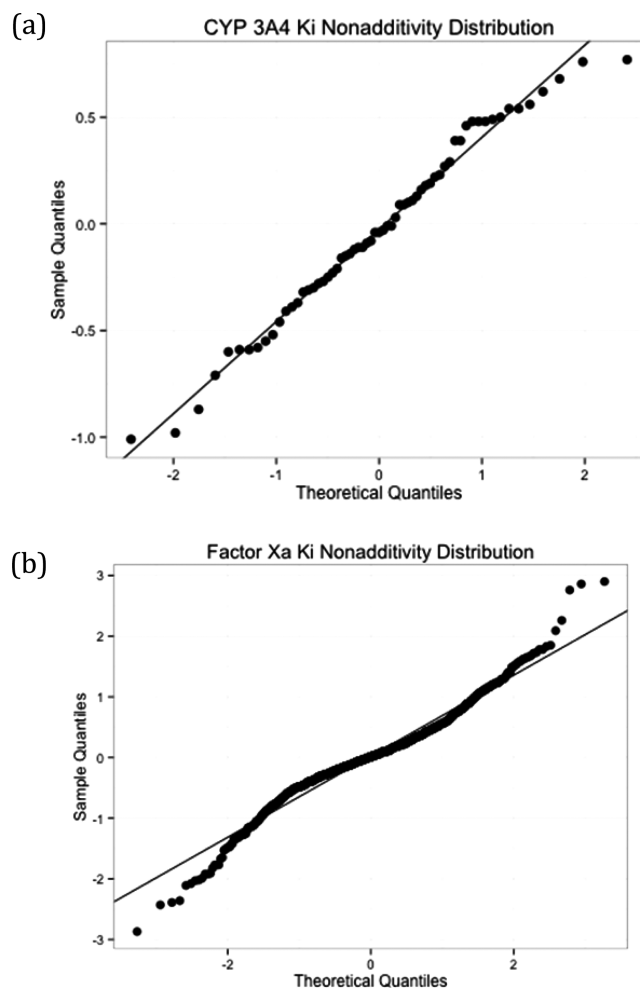 (a)
CYP 3A4 Ki Nonadditivity Distribution
Sample Quantiles
0.5
0.0
-0.5
-1.0
-2 -1 0 1 2
Theoretical Quantiles
(b)
Factor Xa Ki Nonadditivity Distribution
Sample Quantiles
3
2
1
0
-1
-2
-3
-2 0 2
Theoretical Quantiles